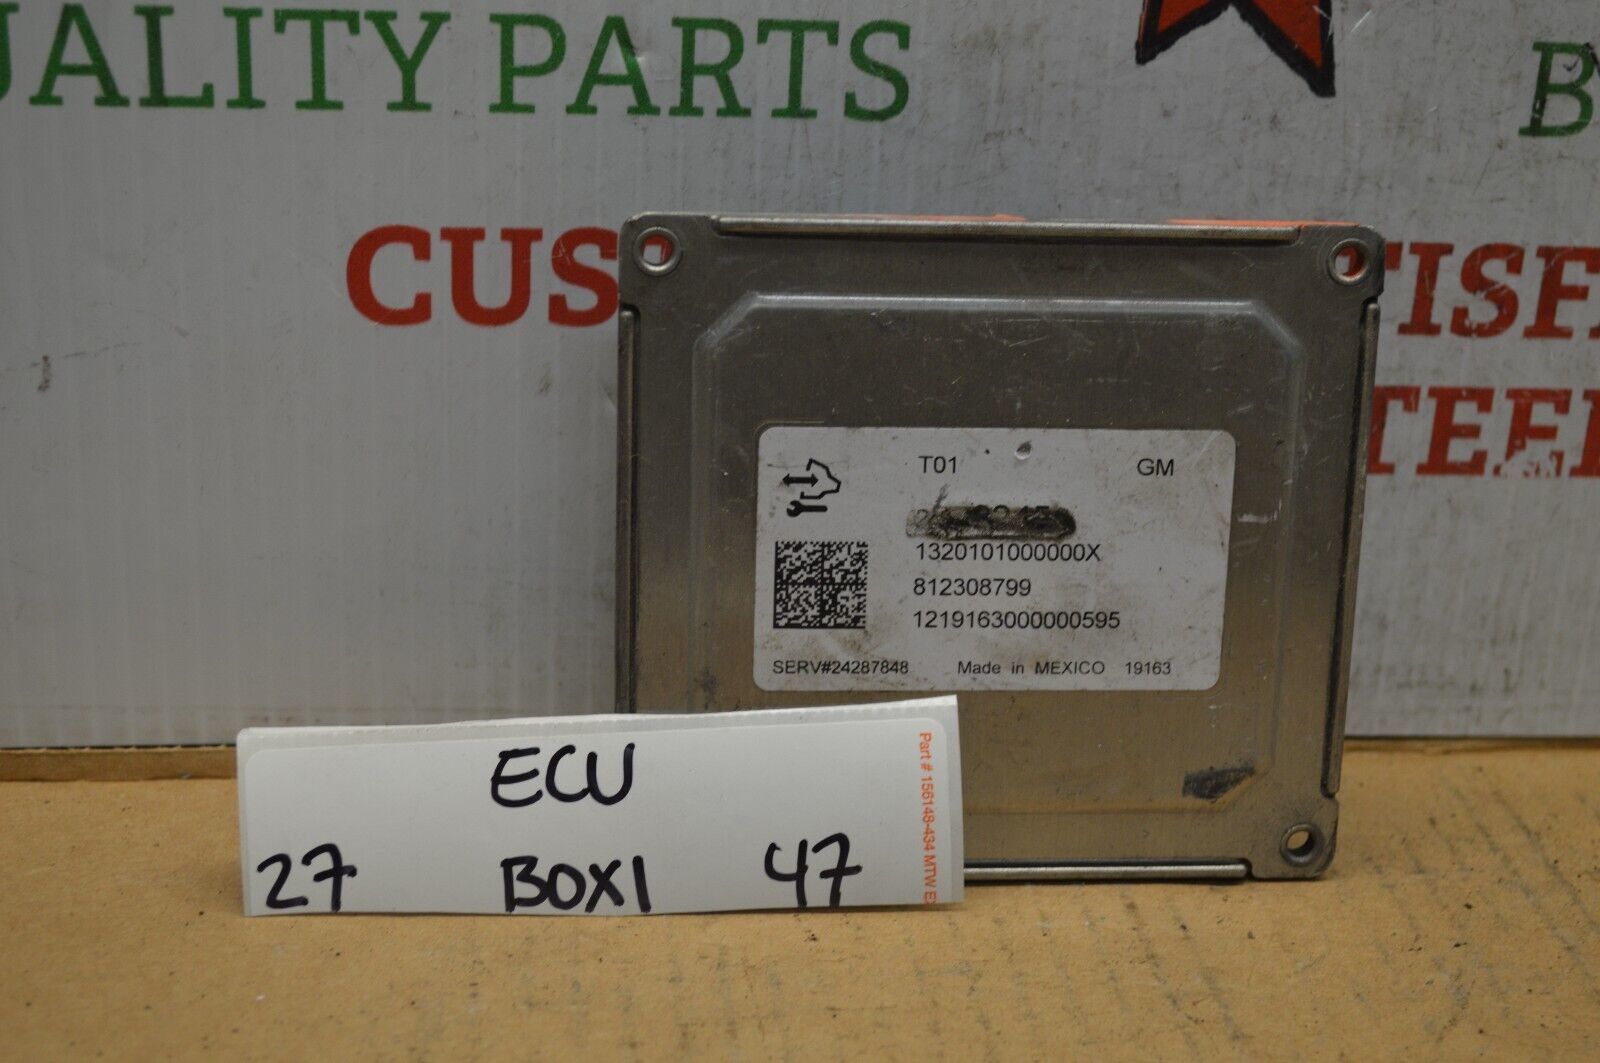 UALITY PARTS
B
CUS
TISFA
TEE
T01 GM
1320101000000X
812308799
1219163000000595
SERV#24287848 Made in MEXICO 19163
ECU
27 BOX1 47
Part # 156148-434 MTW E